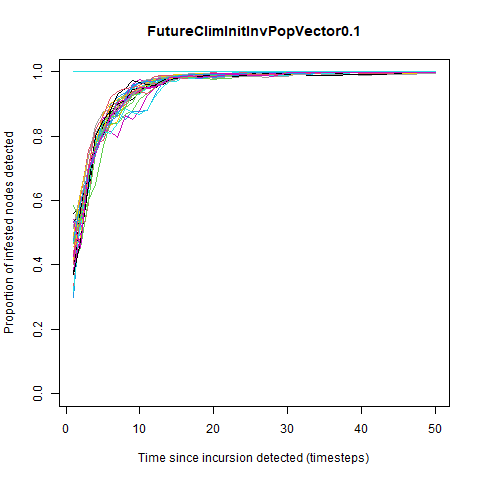 FutureClimInitInvPopVector0.1
Proportion of infested nodes detected
1.0
0.8
0.6
0.4
0.2
0.0
0 10 20 30 40 50
Time since incursion detected (timesteps)